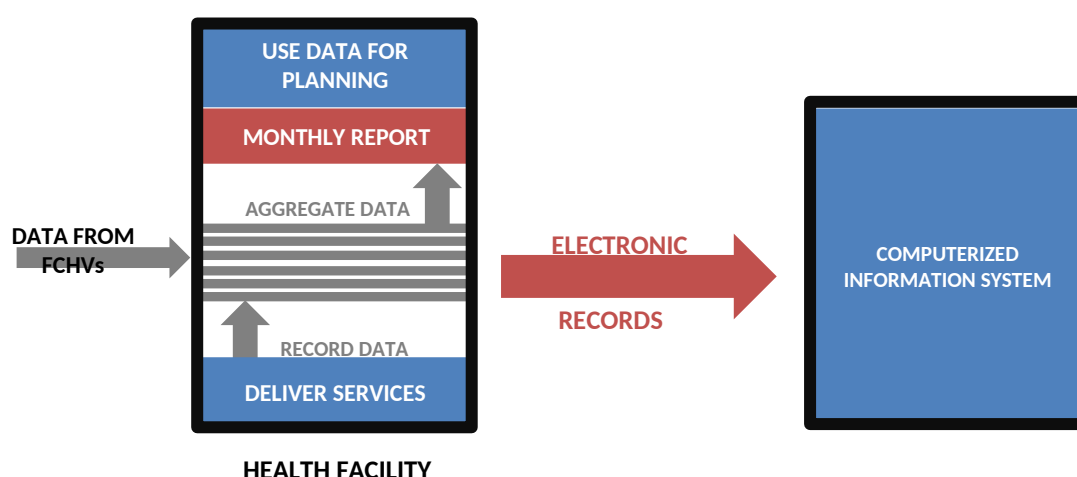 USE DATA FOR
PLANNING
MONTHLY REPORT
AGGREGATE DATA
DATA FROM
FCHVs
RECORD DATA
DELIVER SERVICES
HEALTH FACILITY
ELECTRONIC
RECORDS
COMPUTERIZED
INFORMATION SYSTEM